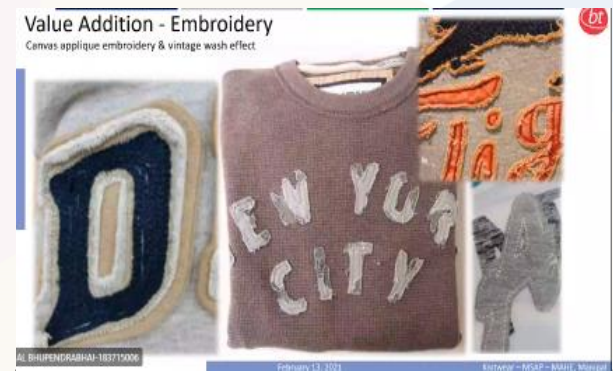 Value Addition - Embroidery
bt
Canvas applique embroidery & vintage wash effect
D
EW YOR
CITY
A
AL BHUPENDRABHAI-183715006
February 13, 2021
Knitwear – MSAP – MAHE, Manipal